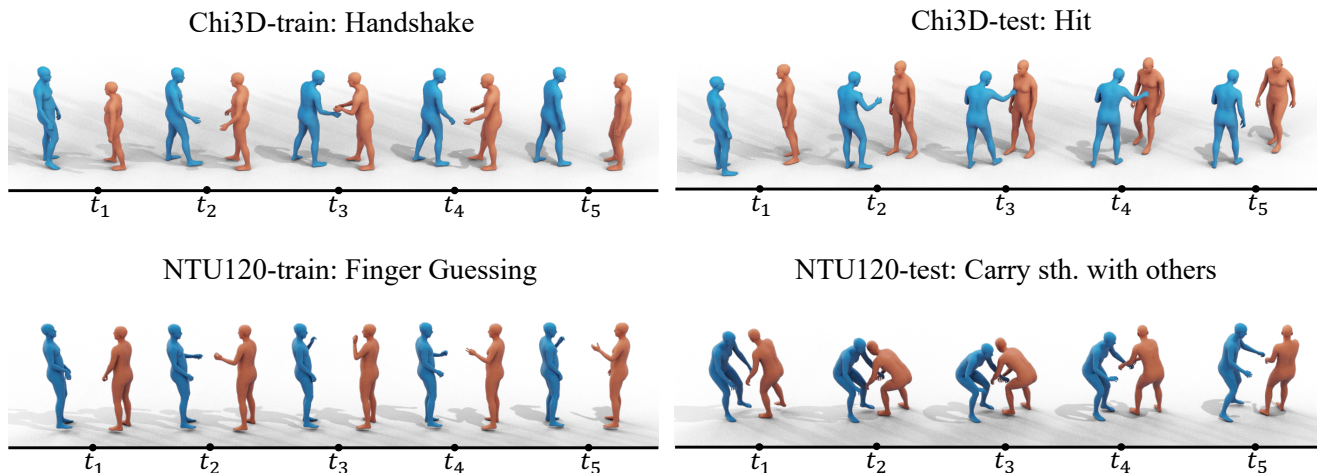 Chi3D-train: Handshake
t₁ t₂ t₃ t₄ t₅
Chi3D-test: Hit
t₁ t₂ t₃ t₄ t₅
NTU120-train: Finger Guessing
t₁ t₂ t₃ t₄ t₅
NTU120-test: Carry sth. with others
t₁ t₂ t₃ t₄ t₅